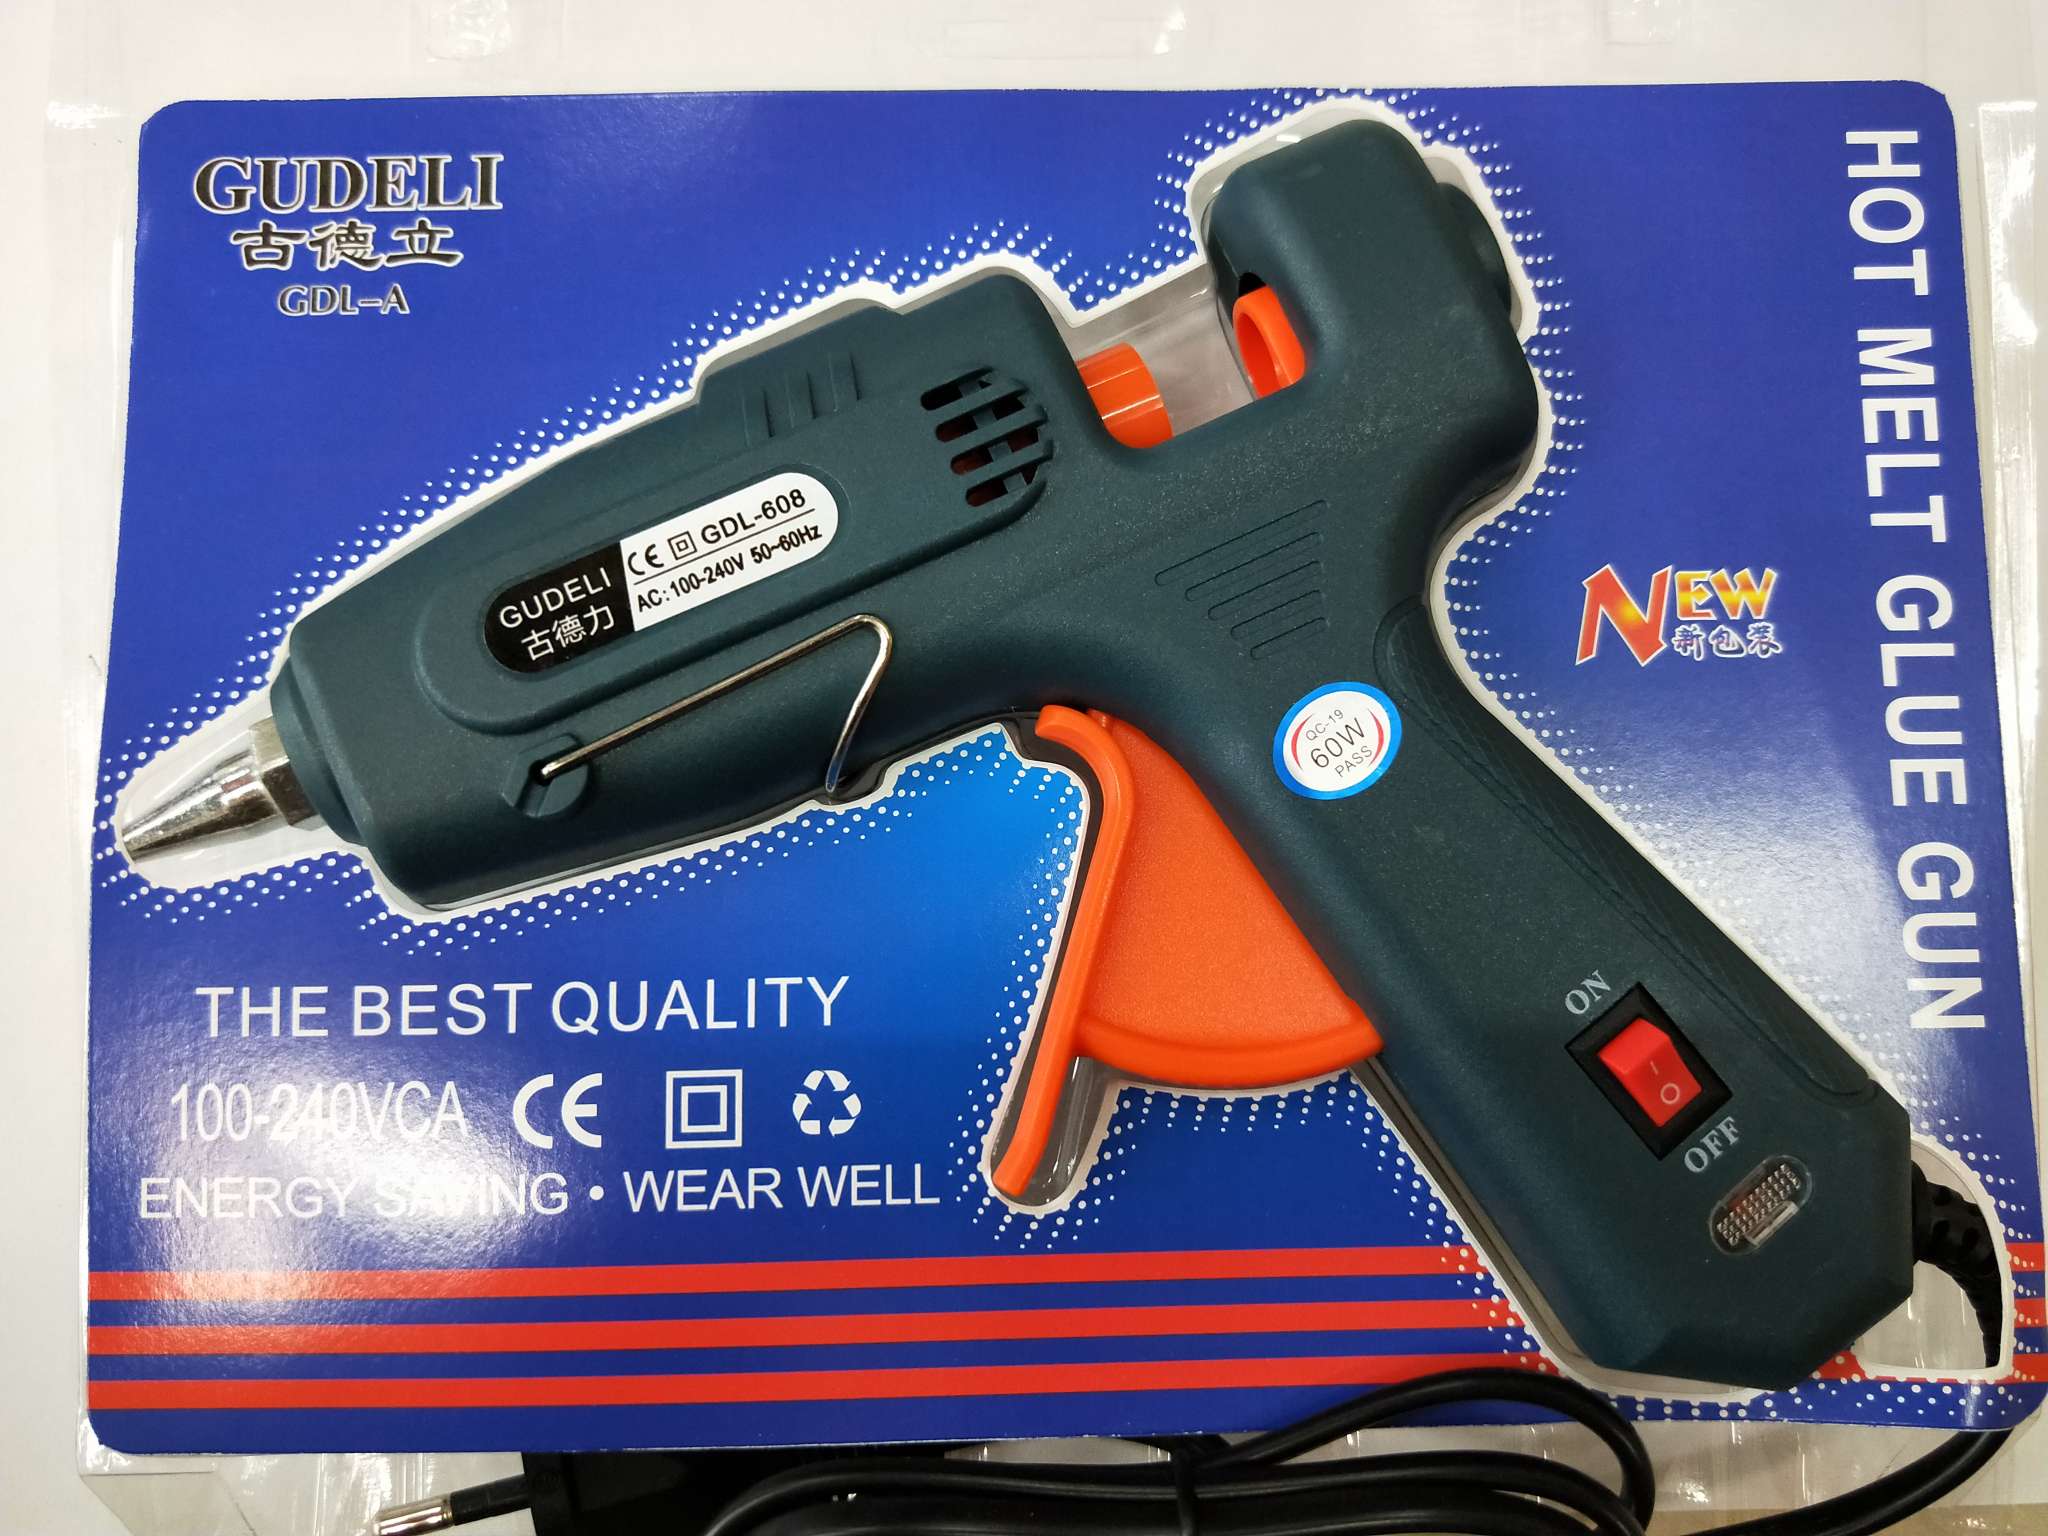 GUDELI
古德立
GDL-A
HOT MELT GLUE GUN
GUDELI
古德力
CE GDL-608
AC: 100-240V 50~60Hz
NEW
新包装
QC-19
60W
PASS
THE BEST QUALITY
100-240VCA CE
ENERGY SAVING · WEAR WELL
ON
I
O
OFF